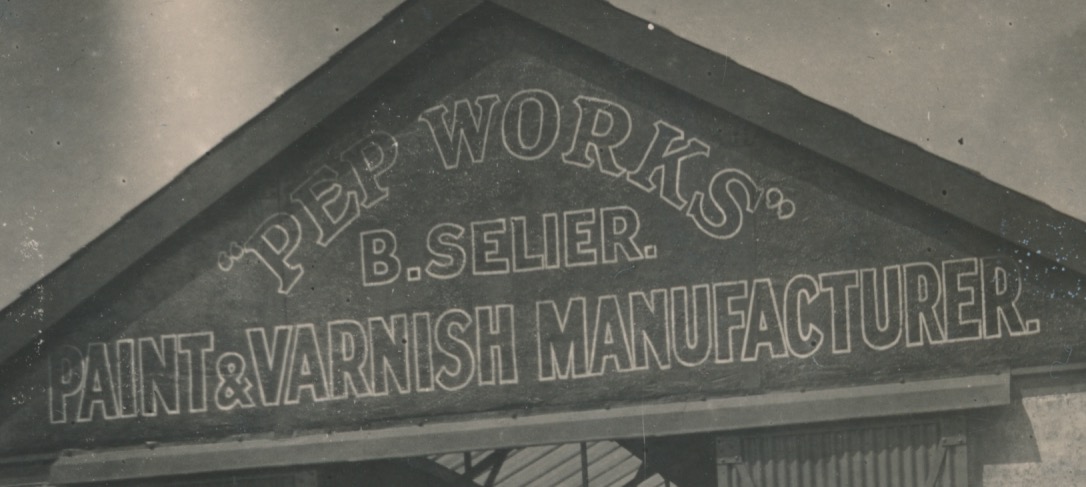 "PEP WORKS"
B. SELIER.
PAINT & VARNISH MANUFACTURER.